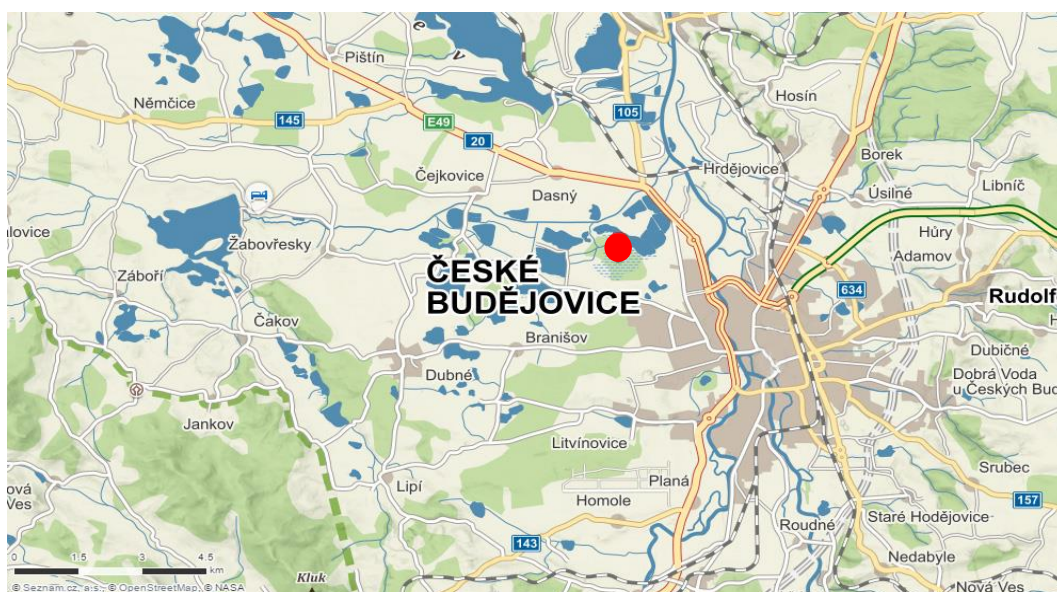 e
v
Pištín
Hosín
Němčice
145
E49
105
20
Borek
Hrdějovice
Čejkovice
Dasný
Úsilné
Libníč
alovice
Žabovřesky
Hůry
Adamov
Záboří
ČESKÉ
BUDĚJOVICE
634
Rudolf
Čakov
Branišov
H
Dubičné
Dubné
Dobrá Voda
u Českých Bud
Jankov
Litvínovice
Srubec
Planá
ová
Ves
Lipí
Homole
157
Staré Hodějovice
Roudné
143
Nedabyle
0 1.5 3 4.5
km
Kluk
Nová Ves
© Seznam.cz, a.s., © OpenStreetMap, © NASA